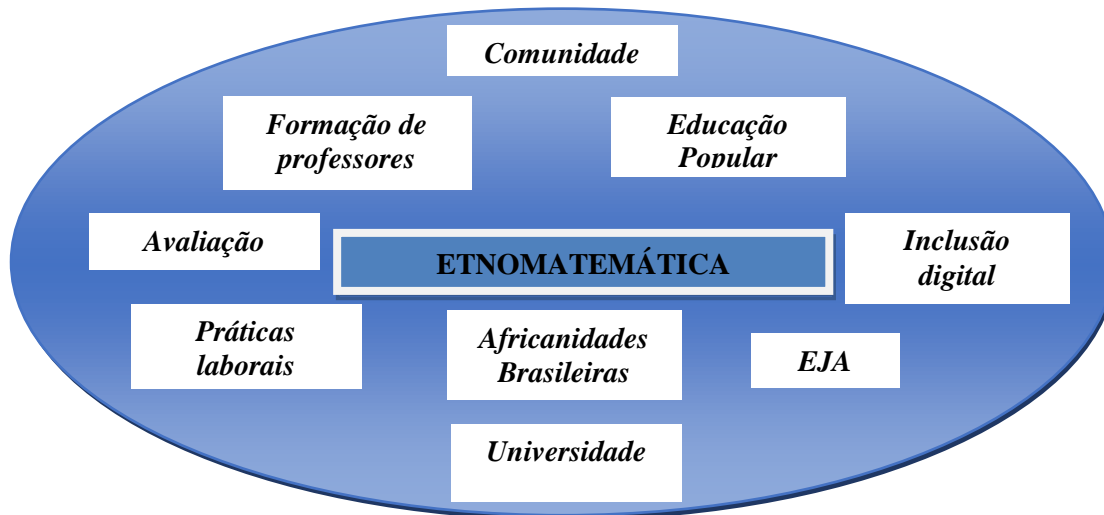 Comunidade
Formação de
professores
Educação
Popular
Avaliação
ETNOMATEMÁTICA
Inclusão
digital
Práticas
laborais
Africanidades
Brasileiras
EJA
Universidade